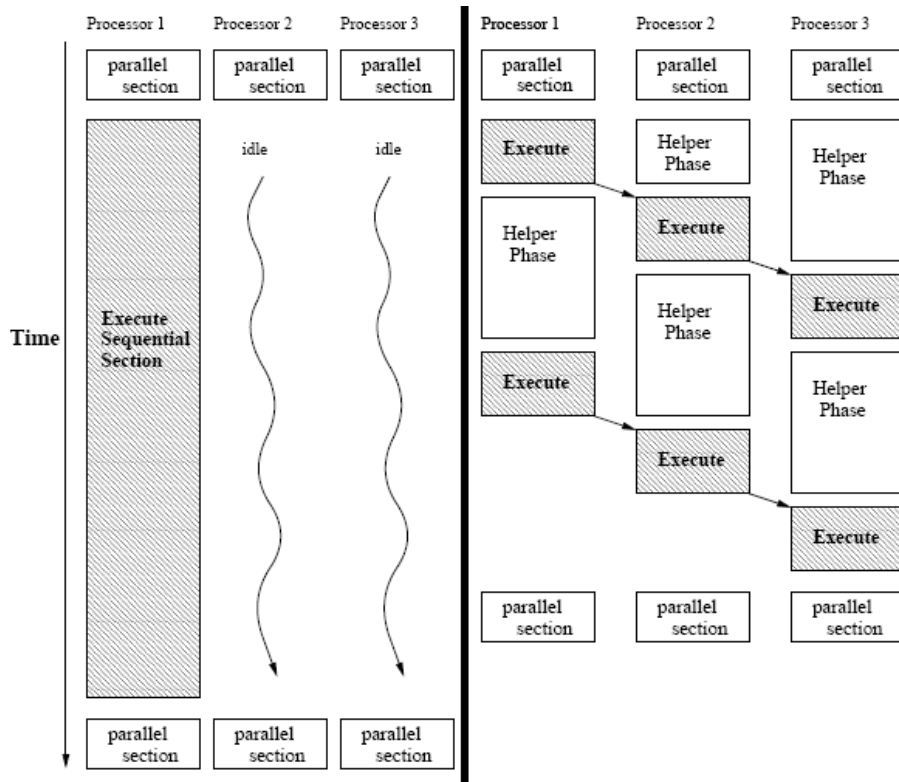 Processor 1 Processor 2 Processor 3
parallel section parallel section parallel section
idle idle
Time
Execute
Sequential
Section
parallel section parallel section parallel section
Processor 1 Processor 2 Processor 3
parallel section parallel section parallel section
Execute
Helper
Phase
Helper
Phase
Helper
Phase
Execute
Helper
Phase
Execute
Helper
Phase
Execute
Execute
Execute
parallel section parallel section parallel section